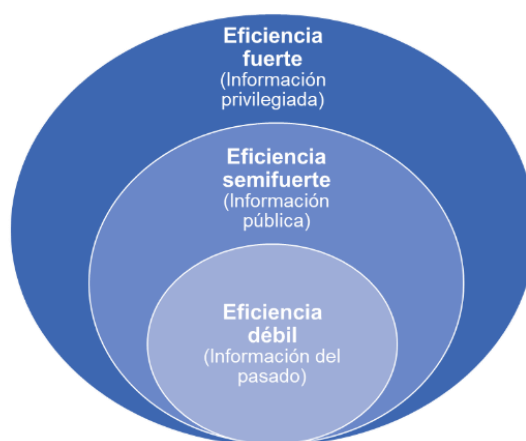 Eficiencia
fuerte
(Información
privilegiada)
Eficiencia
semifuerte
(Información
pública)
Eficiencia
débil
(Información del
pasado)